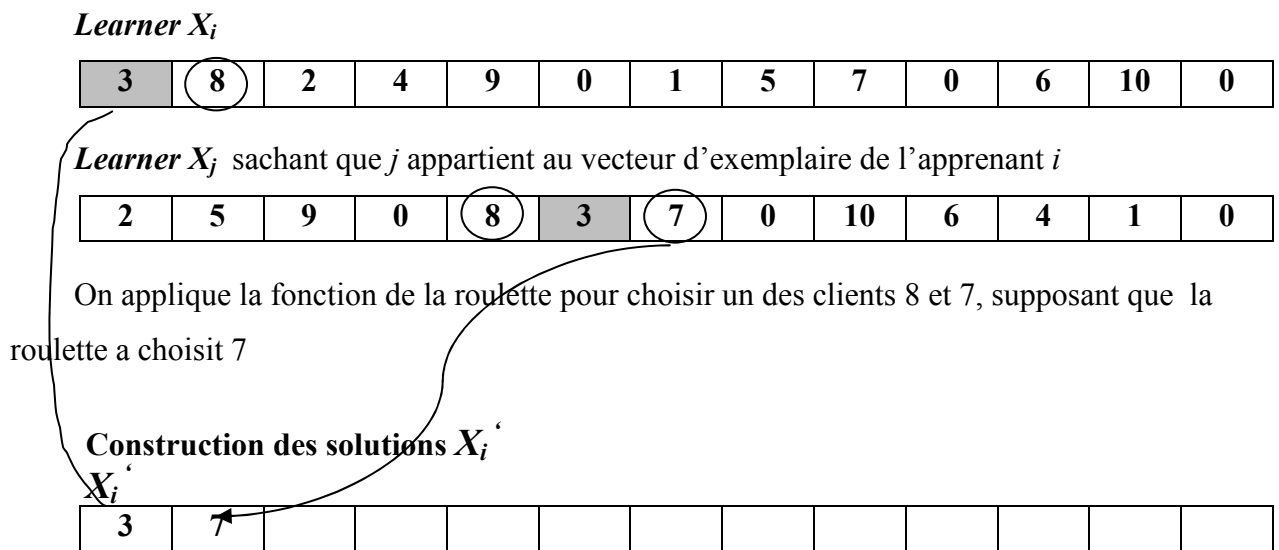 Learner Xi
3 8 2 4 9 0 1 5 7 0 6 10 0
Learner Xj sachant que j appartient au vecteur d’exemplaire de l’apprenant i
2 5 9 0 8 3 7 0 10 6 4 1 0
On applique la fonction de la roulette pour choisir un des clients 8 et 7, supposant que la
roulette a choisit 7
Construction des solutions Xi‘
Xi‘
3 7